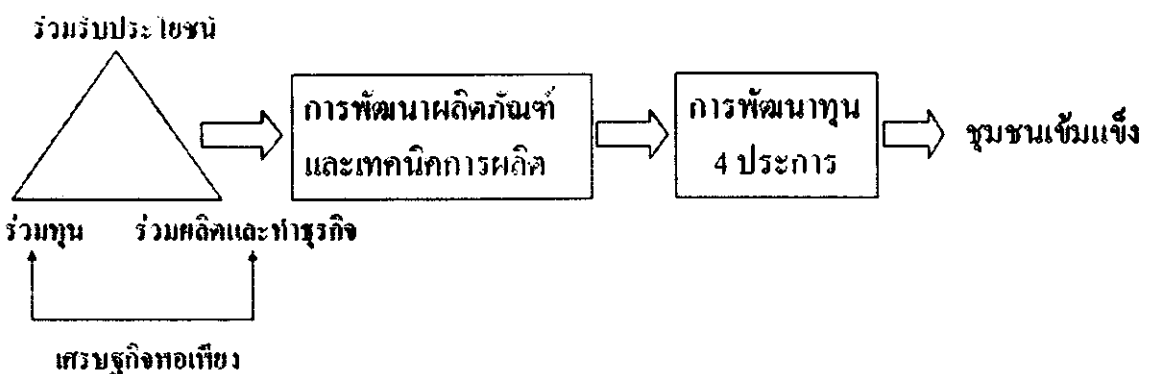 ร่วมรับประโยชน์
การพัฒนาผลิตภัณฑ์
และเทคนิคการผลิต
การพัฒนาทุน
4 ประการ
ชุมชนเข้มแข็ง
ร่วมทุน
ร่วมผลิตและทำธุรกิจ
เศรษฐกิจพอเพียง